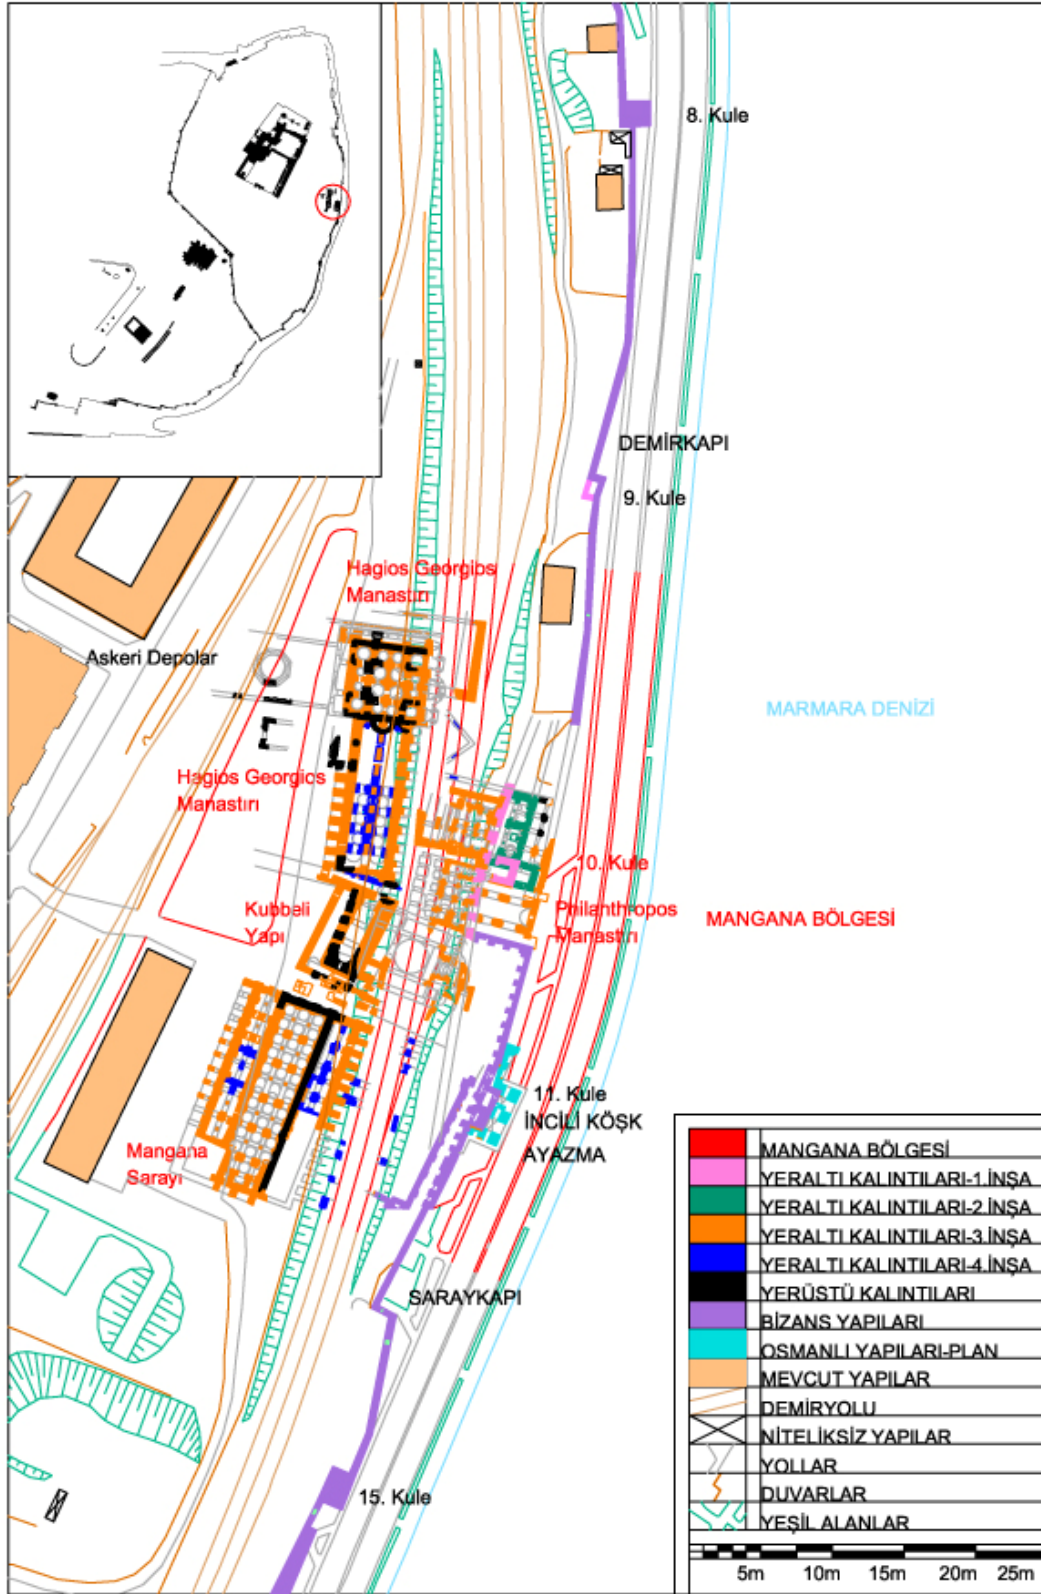 8. Kule
DEMİRKAPI
9. Kule
Hagios Georgios
Manastırı
Askeri Depolar
MARMARA DENİZİ
Hagios Georgios
Manastırı
10. Kule
Kubbeli
Yapı
Philanthropos
Manastırı
MANGANA BÖLGESİ
11. Kule
İNCİLİ KÖŞK
AYAZMA
Mangana
Sarayı
SARAYKAPI
15. Kule
MANGANA BÖLGESİ
YERALTI KALINTILARI-1.İNŞA
YERALTI KALINTILARI-2.İNŞA
YERALTI KALINTILARI-3.İNŞA
YERALTI KALINTILARI-4.İNŞA
YERÜSTÜ KALINTILARI
BİZANS YAPILARI
OSMANLI YAPILARI-PLAN
MEVCUT YAPILAR
DEMİRYOLU
NİTELİKSİZ YAPILAR
YOLLAR
DUVARLAR
YEŞİL ALANLAR
5m 10m 15m 20m 25m